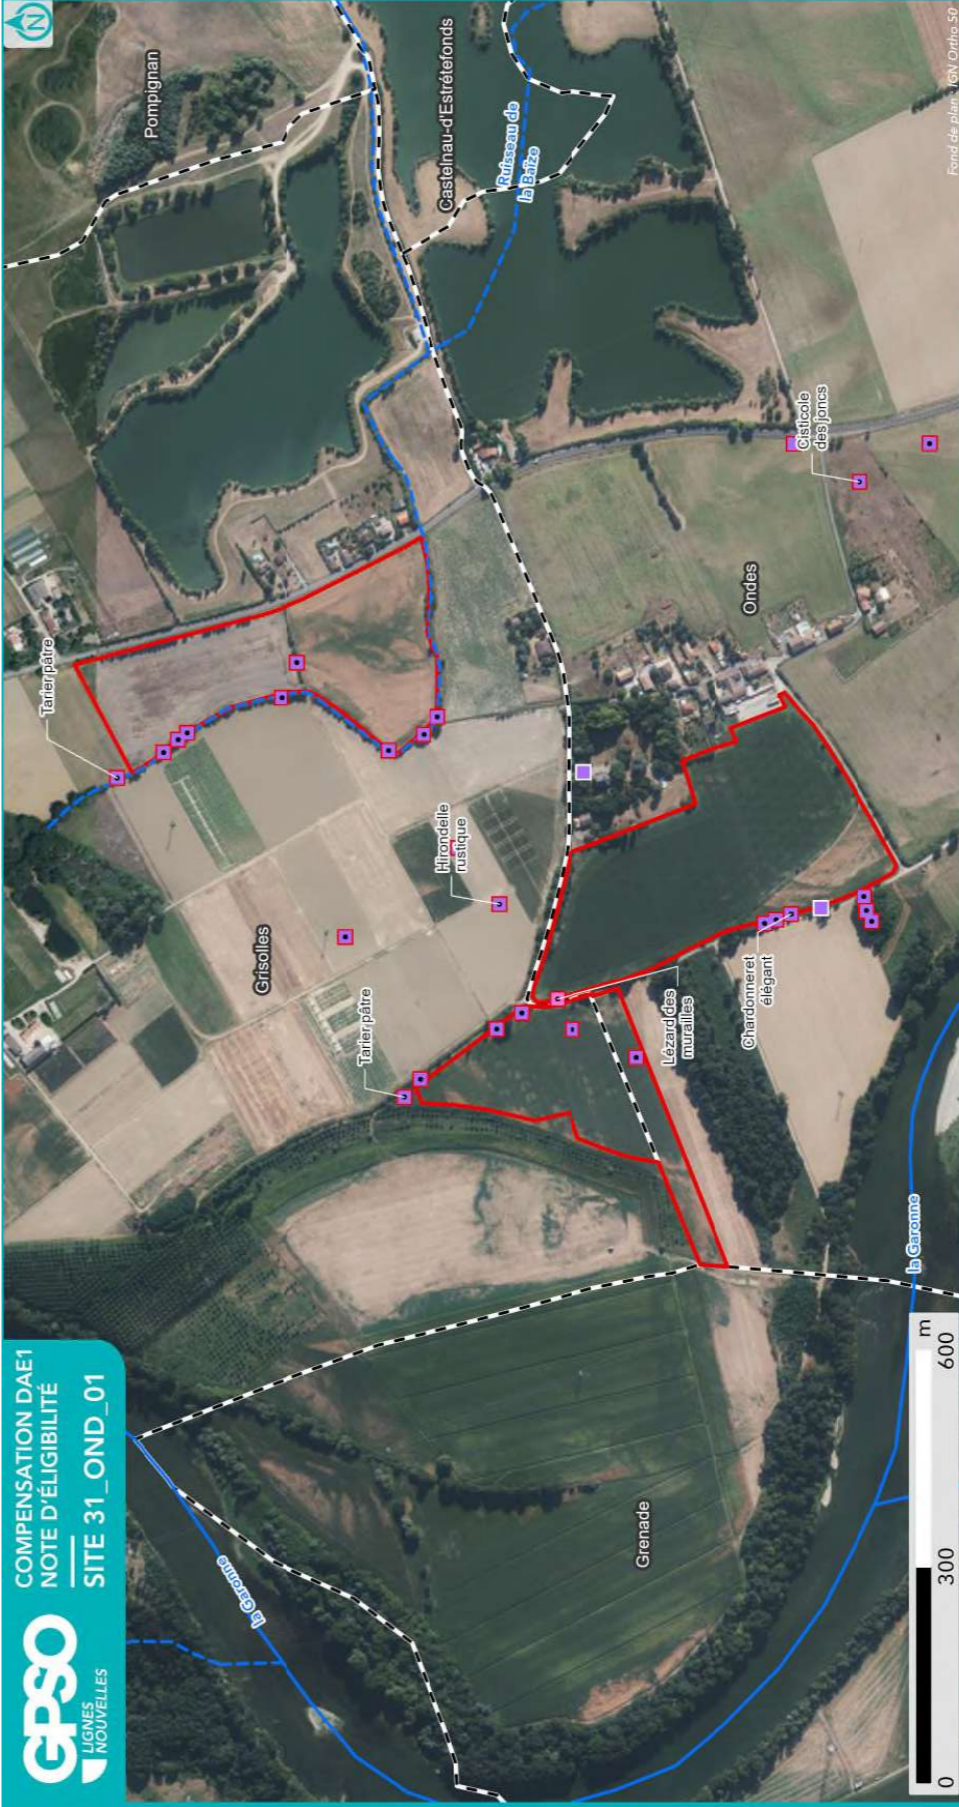 GPSO
LIGNES
NOUVELLES
COMPENSATION DAE1
NOTE D'ÉLIGIBILITÉ
SITE 31_OND_01
N
Pompignan
Castelnau-d'Estrétefonds
Ruisseau de
la Baïze
Tarier pâtre
Grisolles
Hirondelle
rustique
Tarier pâtre
Cisticole
des joncs
Ondes
Lézard des
murailles
Chardonneret
élégant
la Garonne
Grenade
la Garonne
0 300 600 m
Fond de plan : IGN Ortho 50